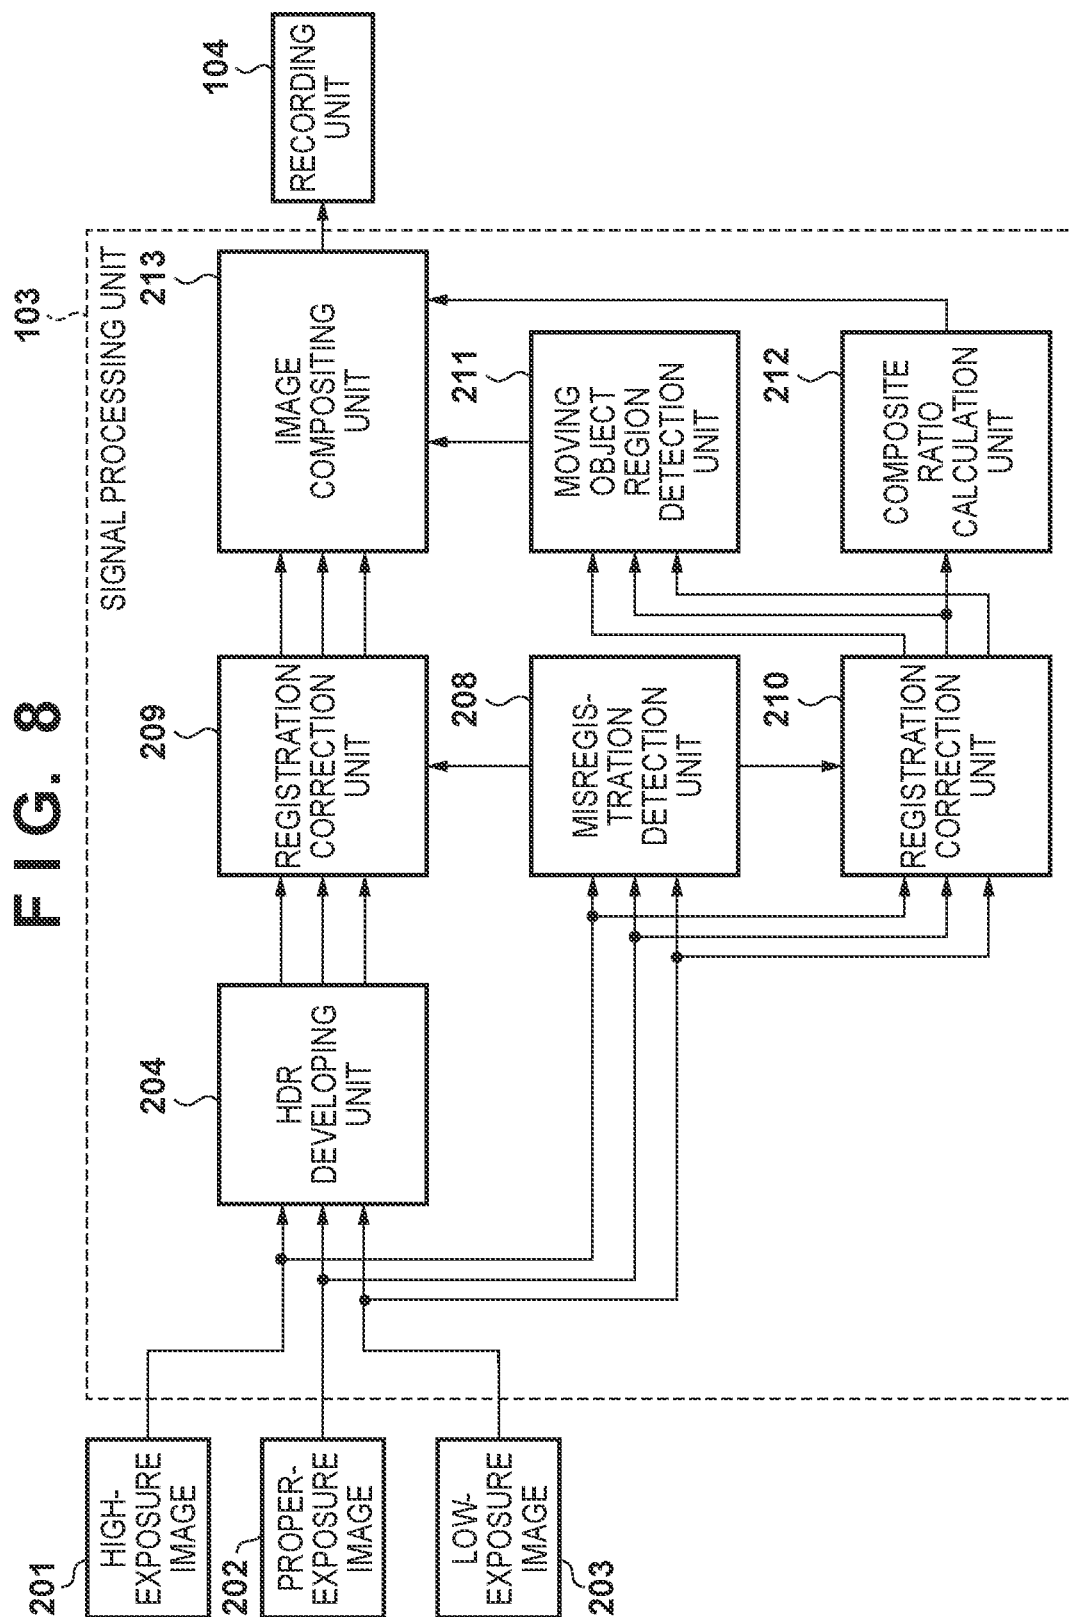 FIG. 8
103
SIGNAL PROCESSING UNIT
201
HIGH-
EXPOSURE
IMAGE
202
PROPER-
EXPOSURE
IMAGE
203
LOW-
EXPOSURE
IMAGE
204
HDR
DEVELOPING
UNIT
209
REGISTRATION
CORRECTION
UNIT
213
IMAGE
COMPOSITING
UNIT
104
RECORDING
UNIT
208
MISREGIS-
TRATION
DETECTION
UNIT
211
MOVING
OBJECT
REGION
DETECTION
UNIT
210
REGISTRATION
CORRECTION
UNIT
212
COMPOSITE
RATIO
CALCULATION
UNIT